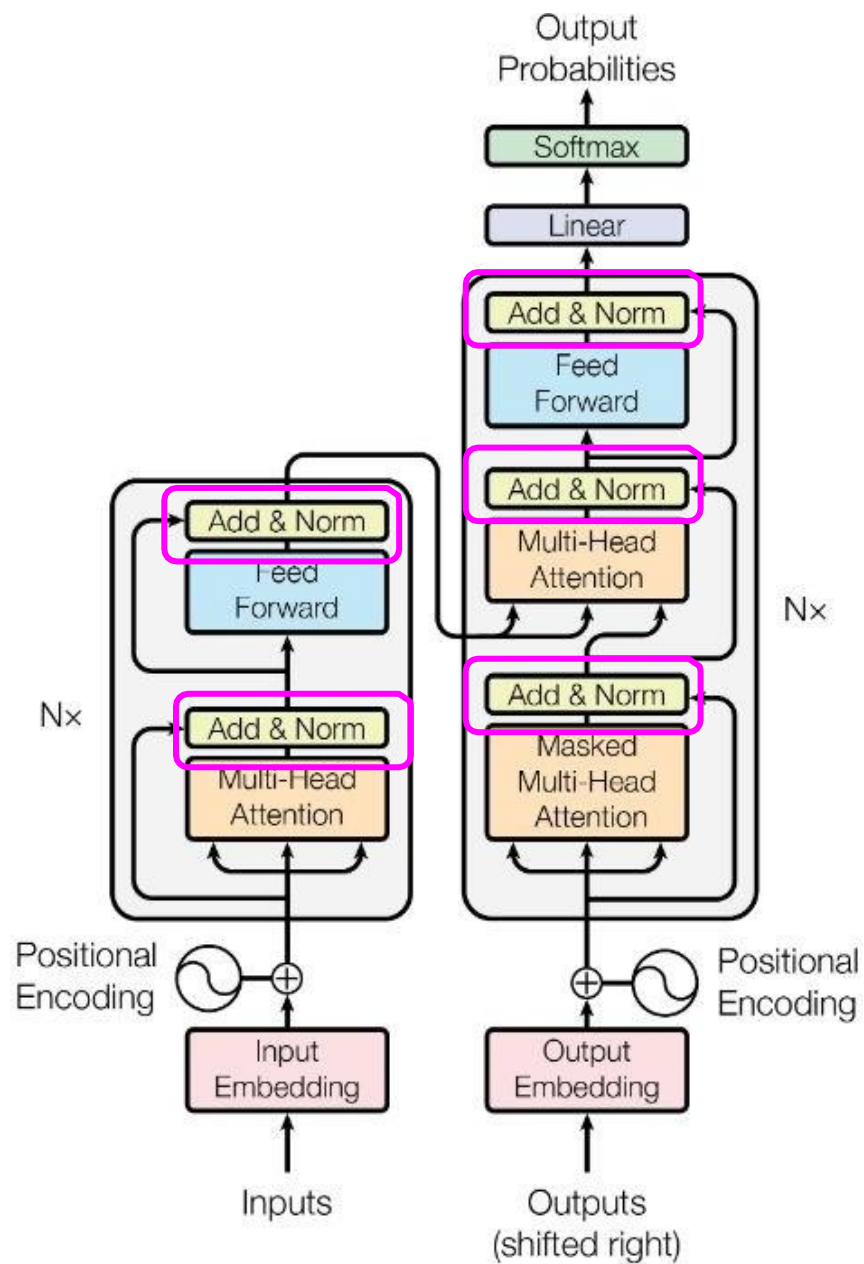 Output
Probabilities
Softmax
Linear
Add & Norm
Feed
Forward
Add & Norm
Multi-Head
Attention
Add & Norm
Masked
Multi-Head
Attention
Nx
Add & Norm
Feed
Forward
Add & Norm
Multi-Head
Attention
Nx
Positional
Encoding
Positional
Encoding
Input
Embedding
Output
Embedding
Inputs
Outputs
(shifted right)